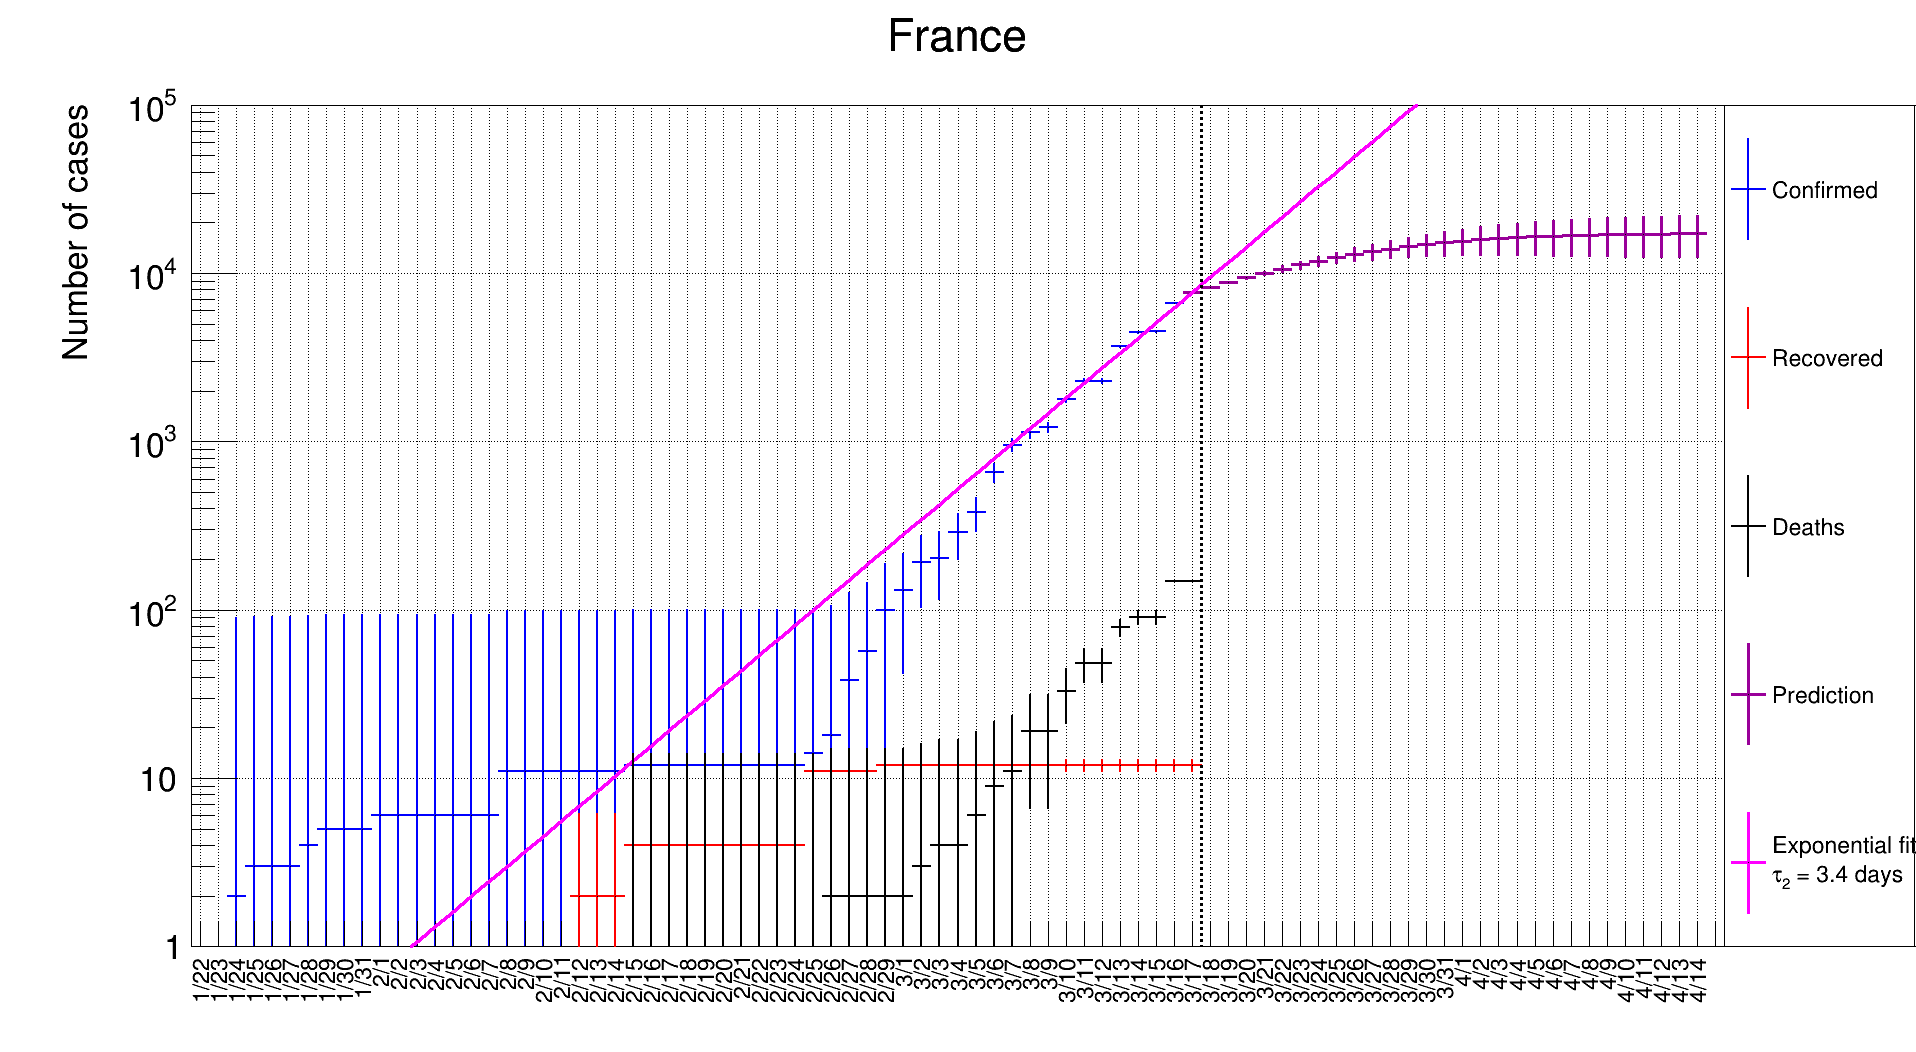 France
Number of cases
10^5
10^4
10^3
10^2
10
1
1/22 1/23 1/24 1/25 1/26 1/27 1/28 1/29 1/30 1/31 2/1 2/2 2/3 2/4 2/5 2/6 2/7 2/8 2/9 2/10 2/11 2/12 2/13 2/14 2/15 2/16 2/17 2/18 2/19 2/20 2/21 2/22 2/23 2/24 2/25 2/26 2/27 2/28 2/29 3/1 3/2 3/3 3/4 3/5 3/6 3/7 3/8 3/9 3/10 3/11 3/12 3/13 3/14 3/15 3/16 3/17 3/18 3/19 3/20 3/21 3/22 3/23 3/24 3/25 3/26 3/27 3/28 3/29 3/30 3/31 4/1 4/2 4/3 4/4 4/5 4/6 4/7 4/8 4/9 4/10 4/11 4/12 4/13 4/14
Confirmed
Recovered
Deaths
Prediction
Exponential fit
τ₂ = 3.4 days